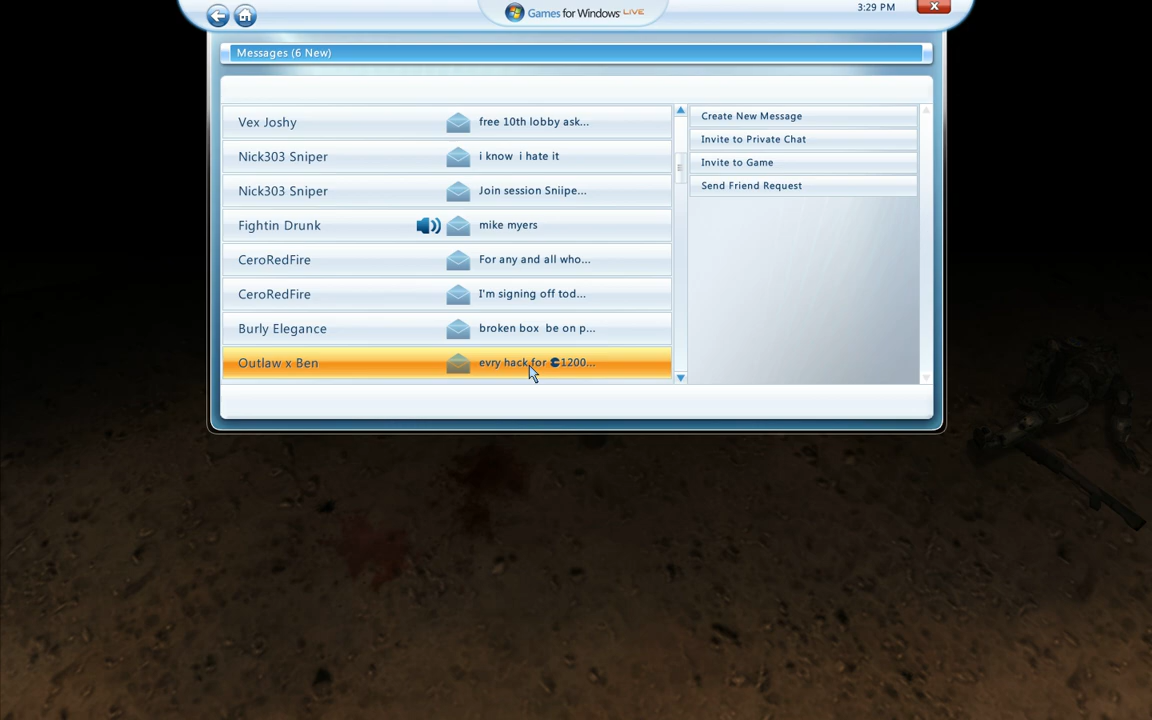 Games for Windows LIVE
3:29 PM
Messages (6 New)
Vex Joshy free 10th lobby ask...
Nick303 Sniper i know i hate it
Nick303 Sniper Join session Sniipe...
Fightin Drunk mike myers
CeroRedFire For any and all who...
CeroRedFire I'm signing off tod...
Burly Elegance broken box be on p...
Outlaw x Ben evry hack for 1200...
Create New Message
Invite to Private Chat
Invite to Game
Send Friend Request